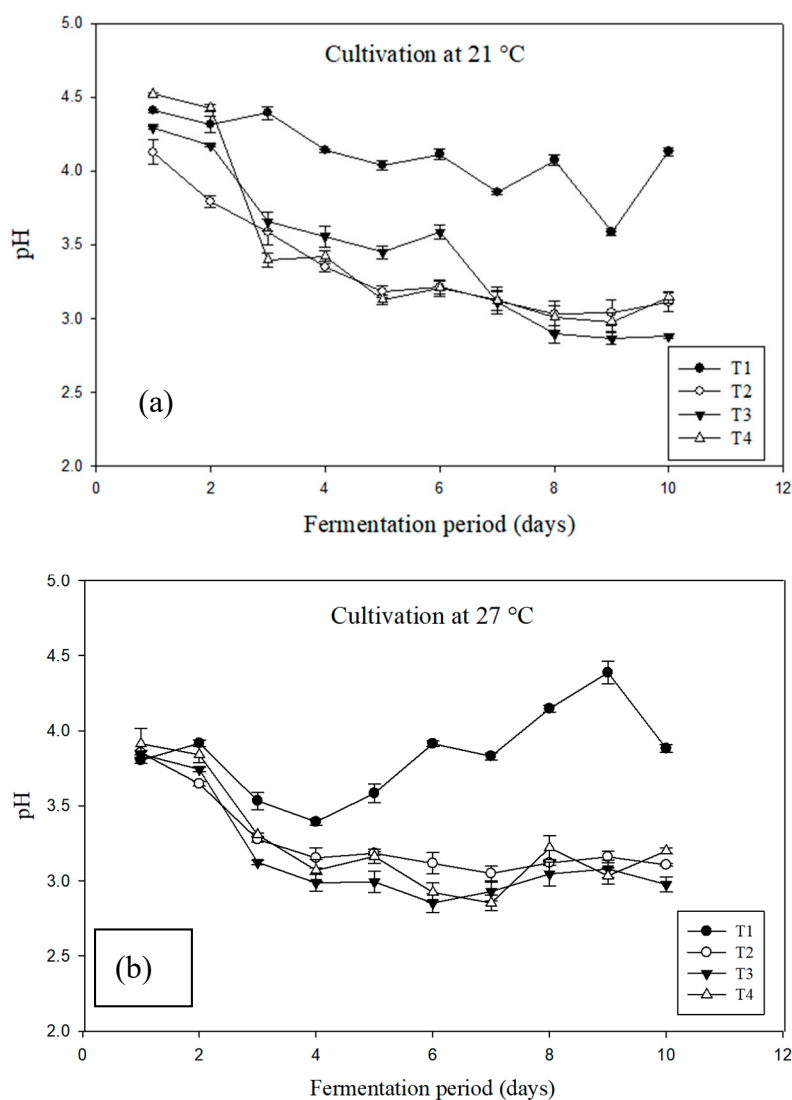 Cultivation at 21 °C
5.0
4.5
4.0
3.5
3.0
2.5
2.0
pH
(a)
T1
T2
T3
T4
0
2
4
6
8
10
12
Fermentation period (days)
Cultivation at 27 °C
5.0
4.5
4.0
3.5
3.0
2.5
2.0
pH
(b)
T1
T2
T3
T4
0
2
4
6
8
10
12
Fermentation period (days)